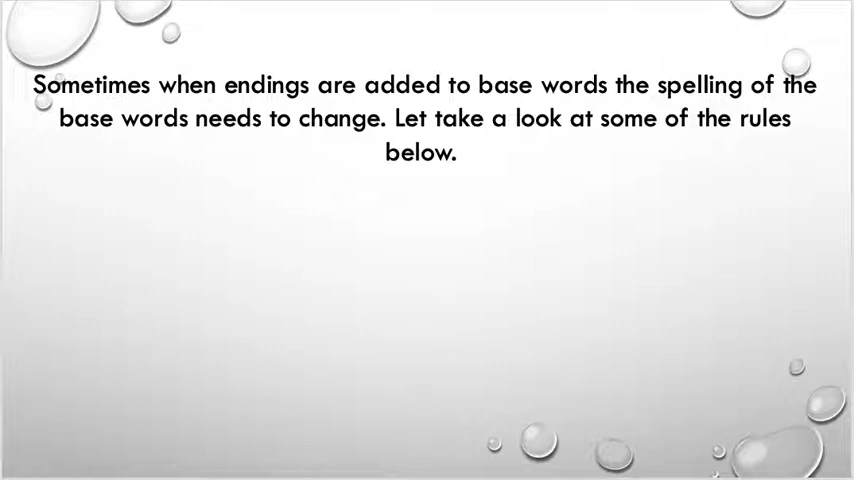 Sometimes when endings are added to base words the spelling of the
base words needs to change. Let take a look at some of the rules
below.